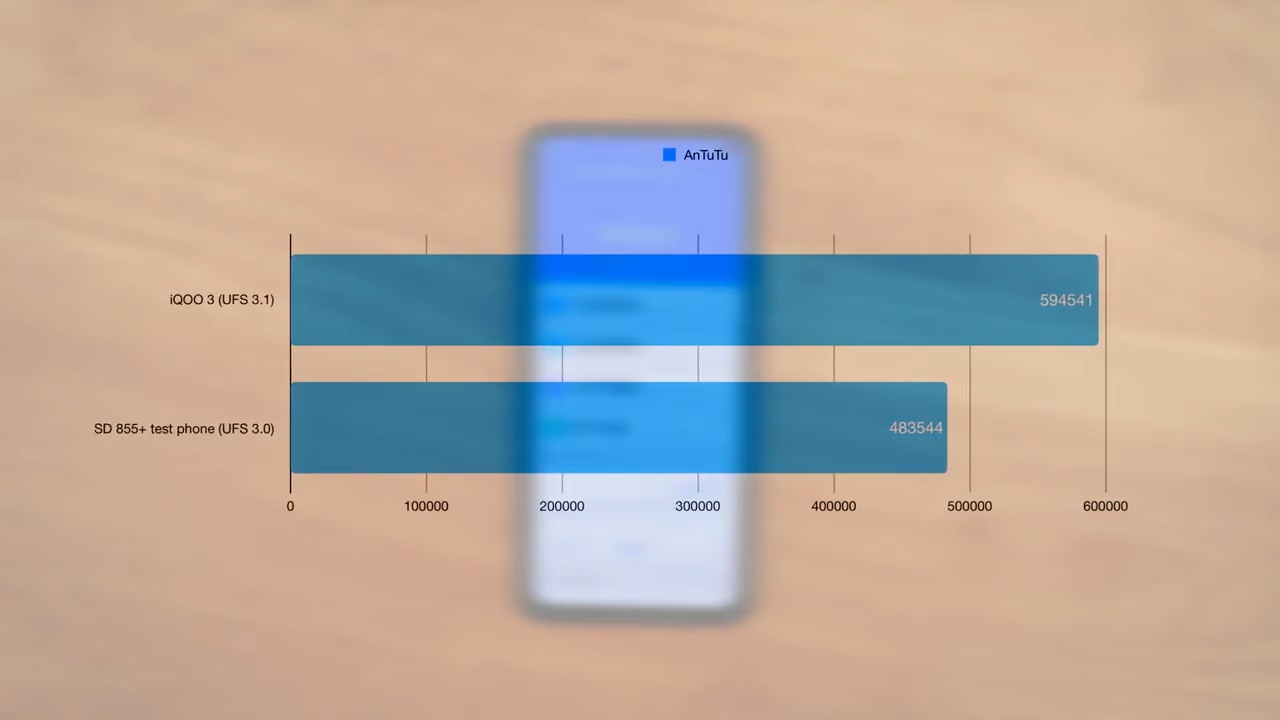 AnTuTu
iQOO 3 (UFS 3.1)
594541
SD 855+ test phone (UFS 3.0)
483544
0 100000 200000 300000 400000 500000 600000